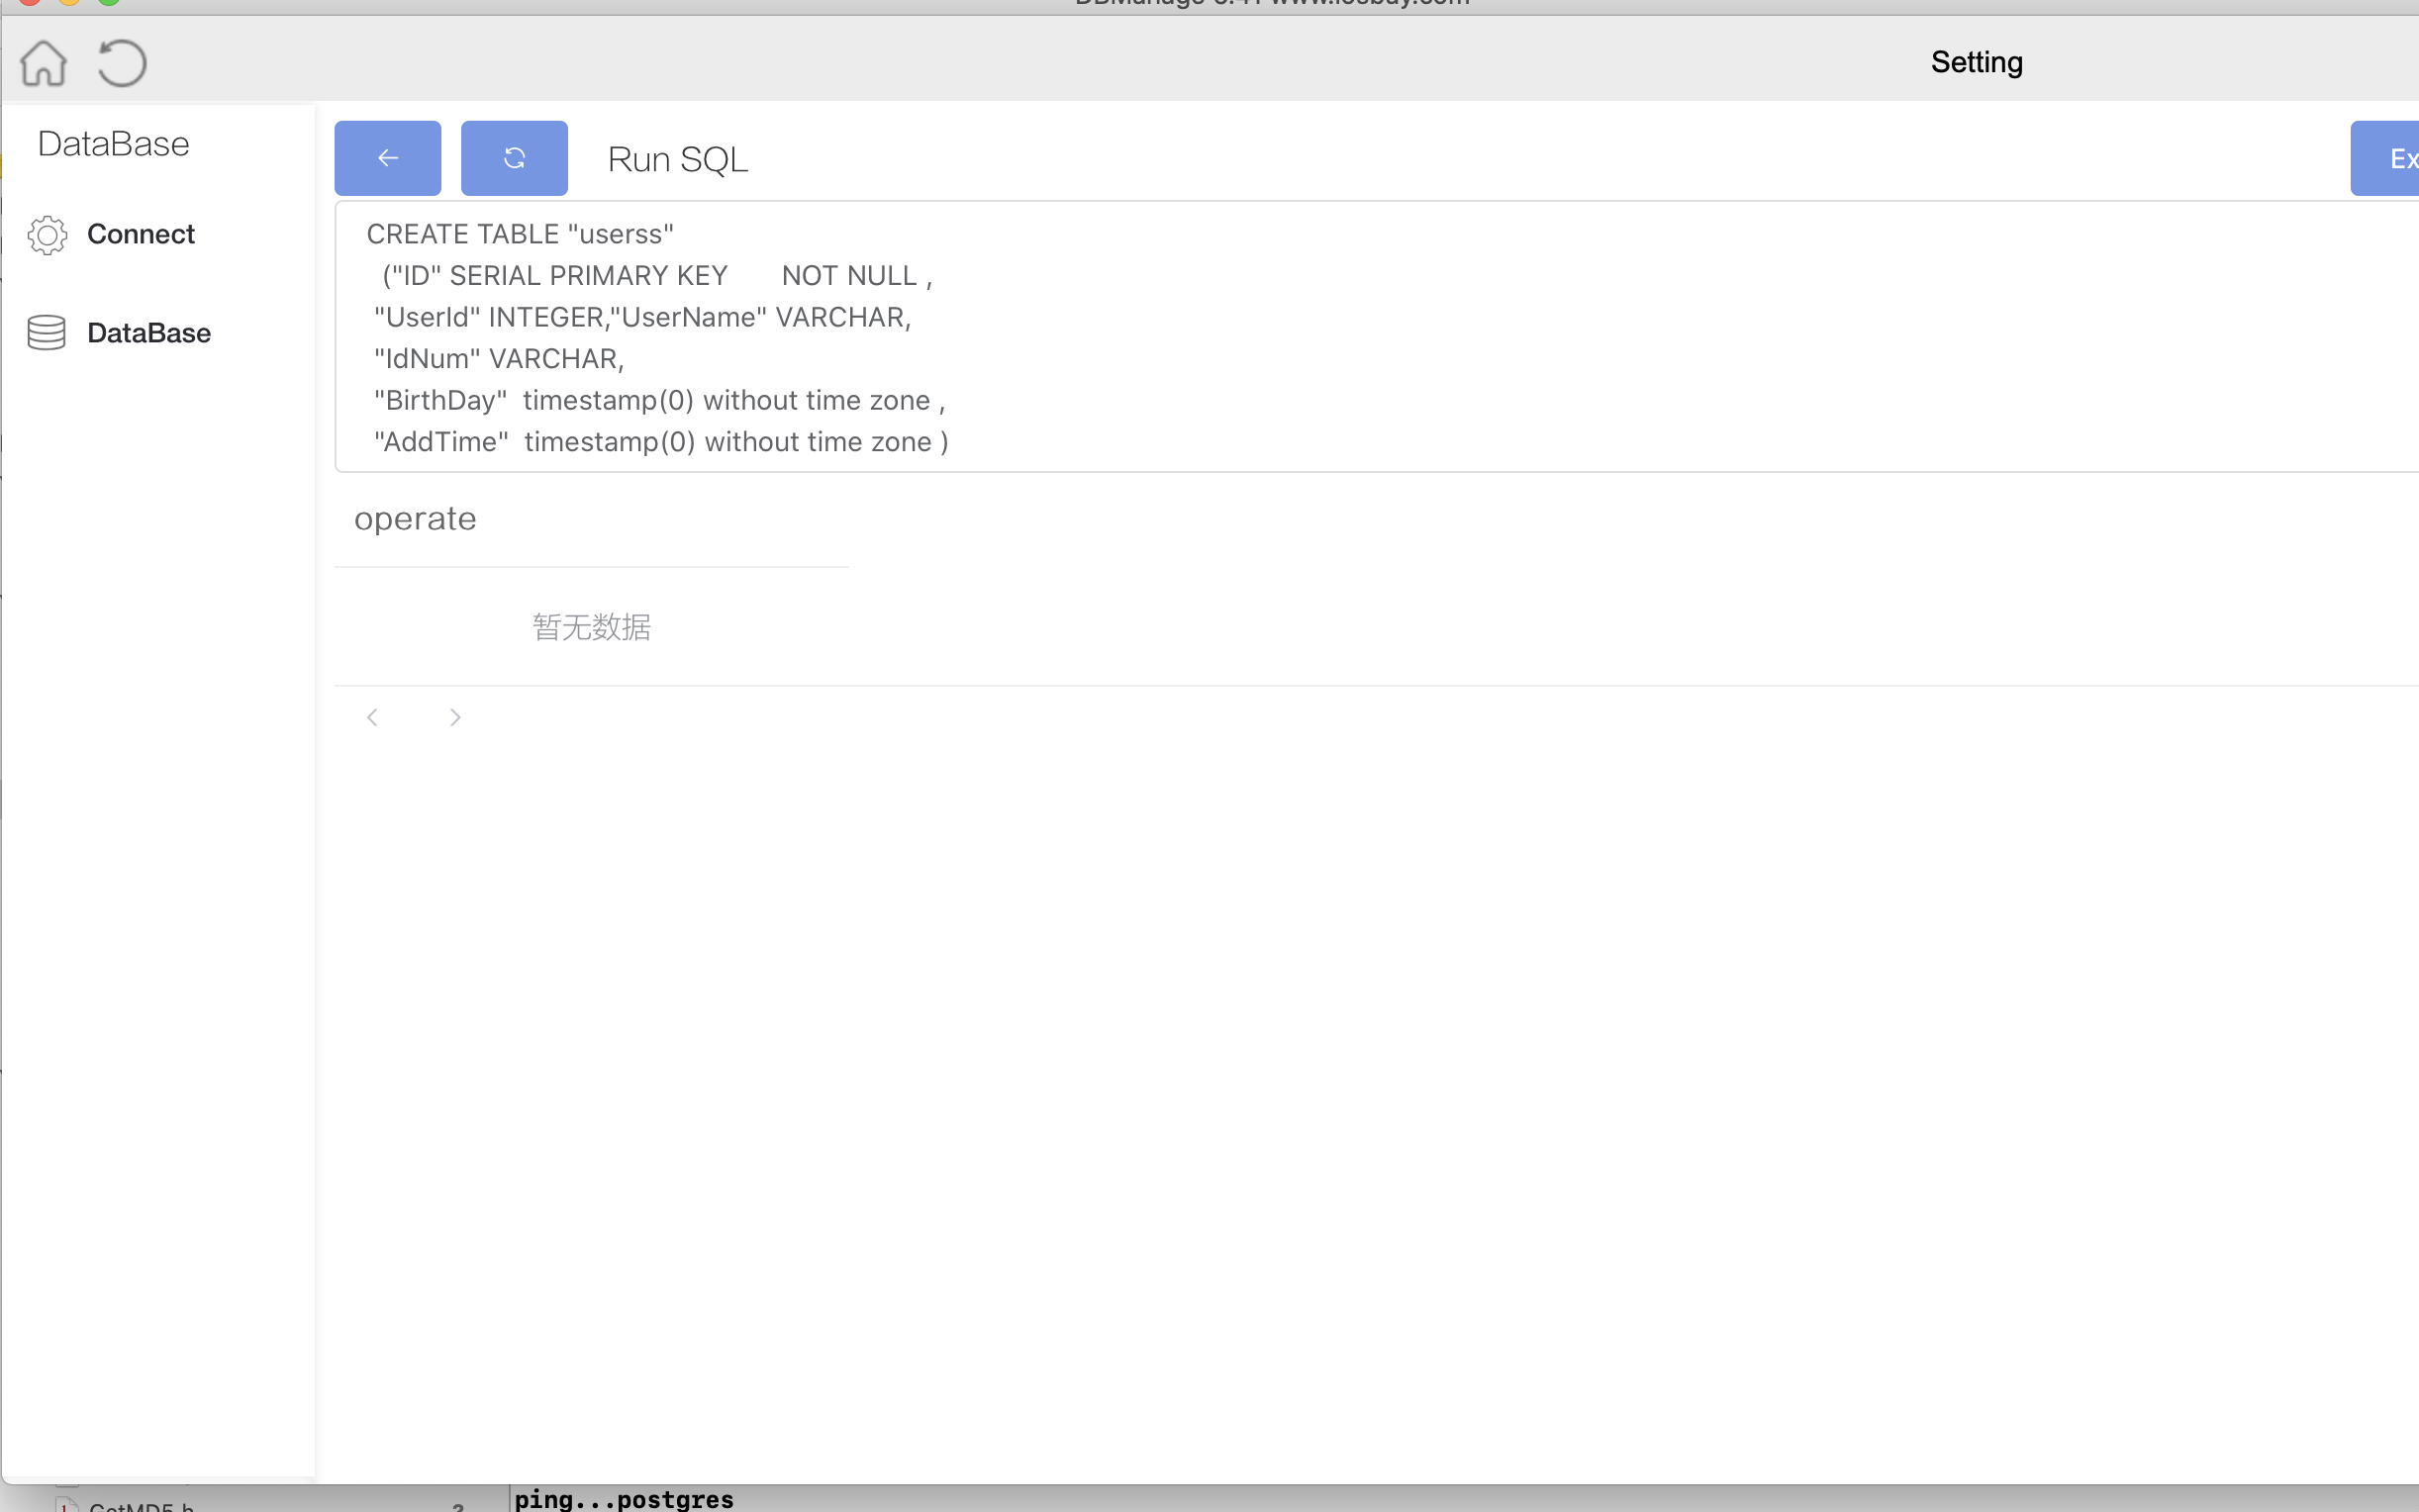 Setting
DataBase
Connect
DataBase
Run SQL
Ex
CREATE TABLE "userss"
("ID" SERIAL PRIMARY KEY NOT NULL ,
"UserId" INTEGER,"UserName" VARCHAR,
"IdNum" VARCHAR,
"BirthDay" timestamp(0) without time zone ,
"AddTime" timestamp(0) without time zone )
operate
暂无数据
ping...postgres